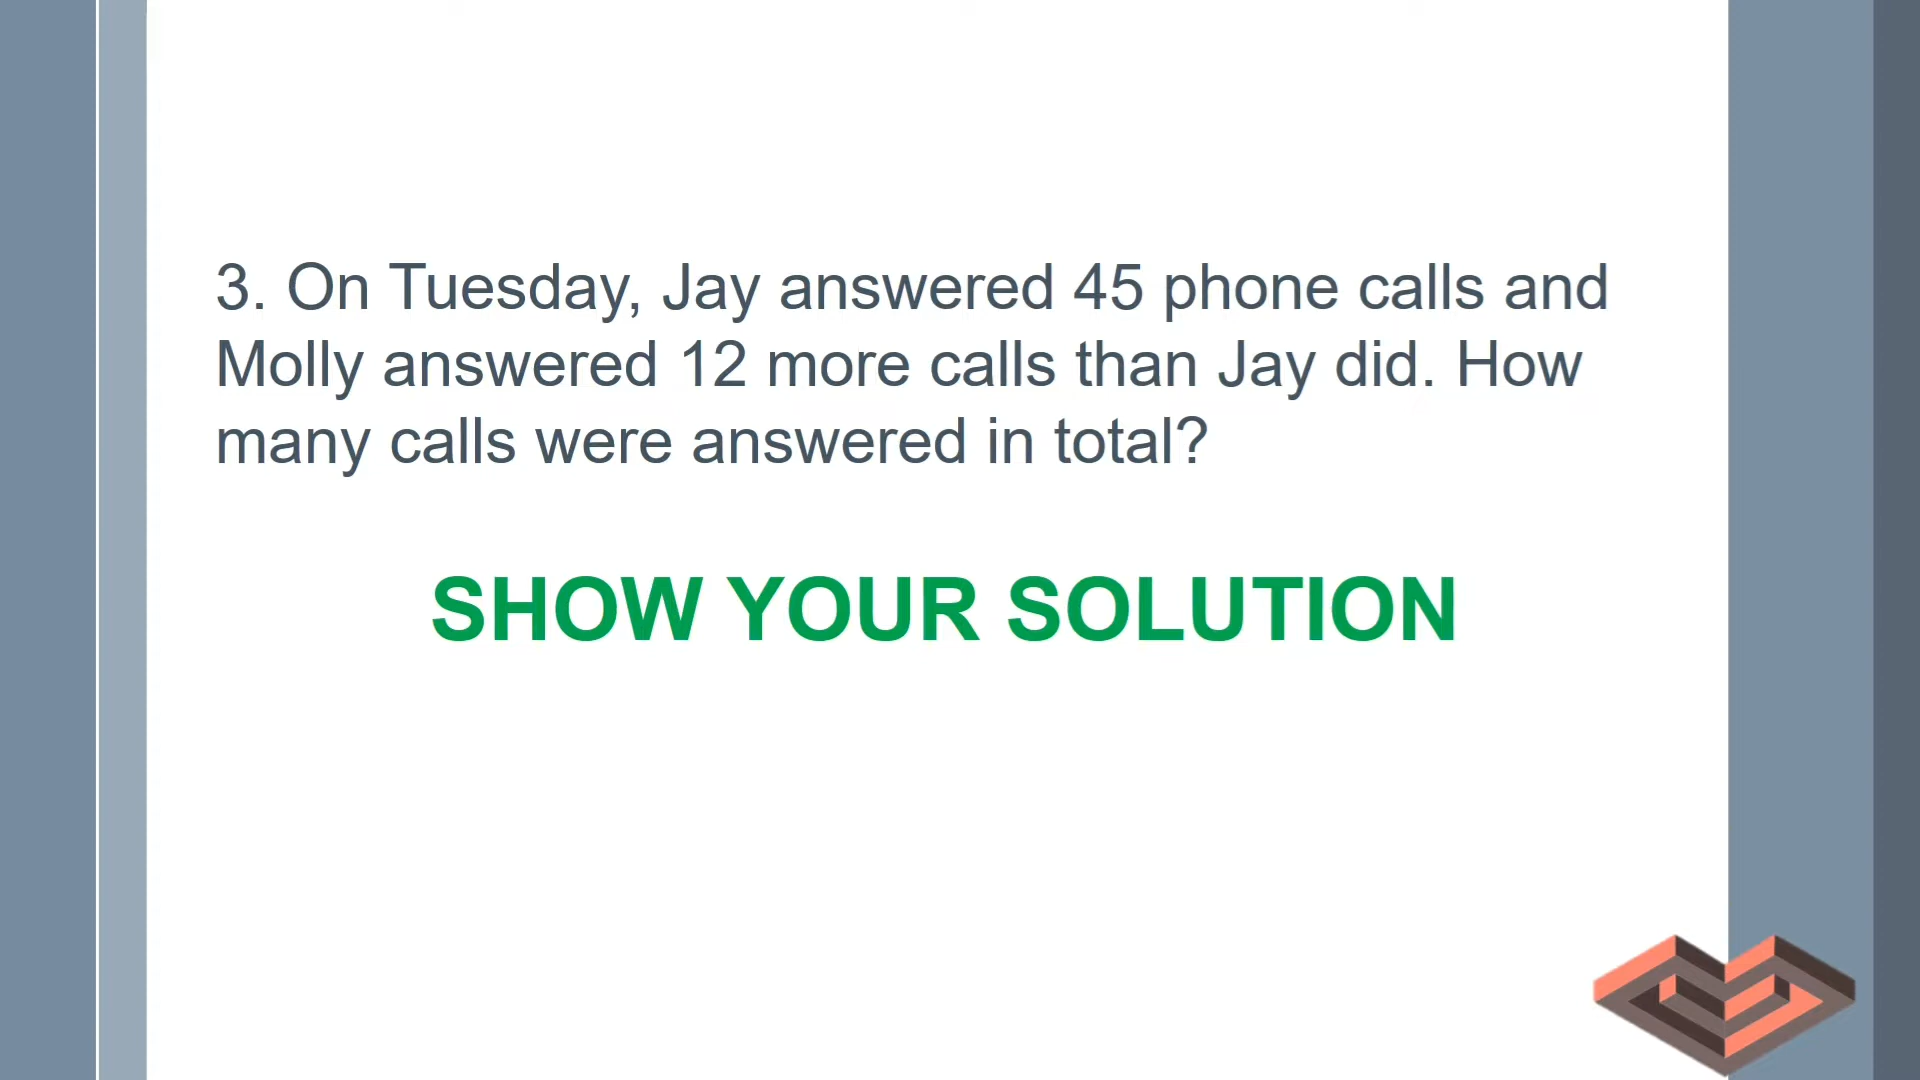 3. On Tuesday, Jay answered 45 phone calls and
Molly answered 12 more calls than Jay did. How
many calls were answered in total?
SHOW YOUR SOLUTION